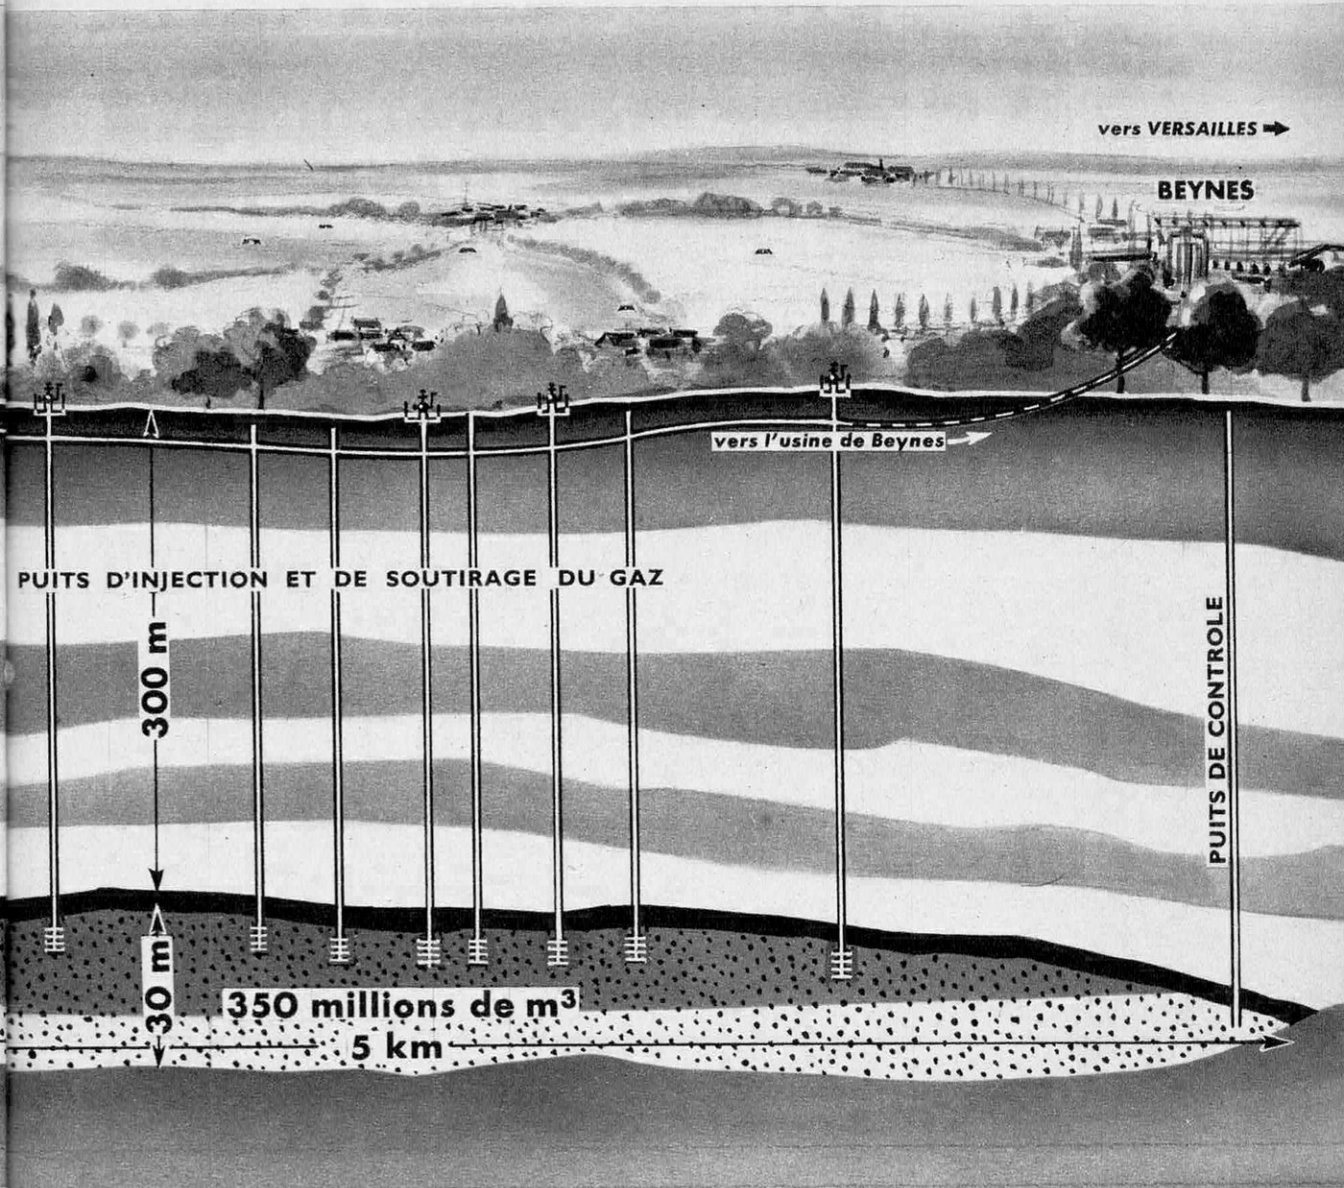 vers VERSAILLES
BEYNES
vers l'usine de Beynes
PUITS D'INJECTION ET DE SOUTIRAGE DU GAZ
300 m
PUITS DE CONTROLE
30 m
350 millions de m³
5 km